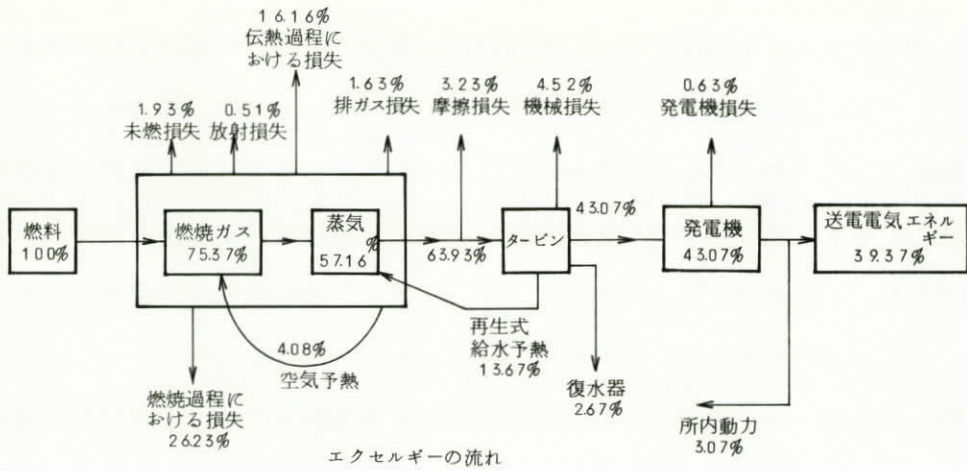 16.16%
伝熱過程に
おける損失
1.93%
未燃損失
0.51%
放射損失
1.63%
排ガス損失
3.23%
摩擦損失
4.52%
機械損失
0.63%
発電機損失
燃料
100%
燃焼ガス
75.37%
蒸気
%
57.16
63.93%
タービン
43.07%
発電機
43.07%
送電電気エネル
ギー
39.37%
4.08%
空気予熱
再生式
給水予熱
13.67%
復水器
2.67%
所内動力
3.07%
燃焼過程に
おける損失
26.23%
エクセルギーの流れ